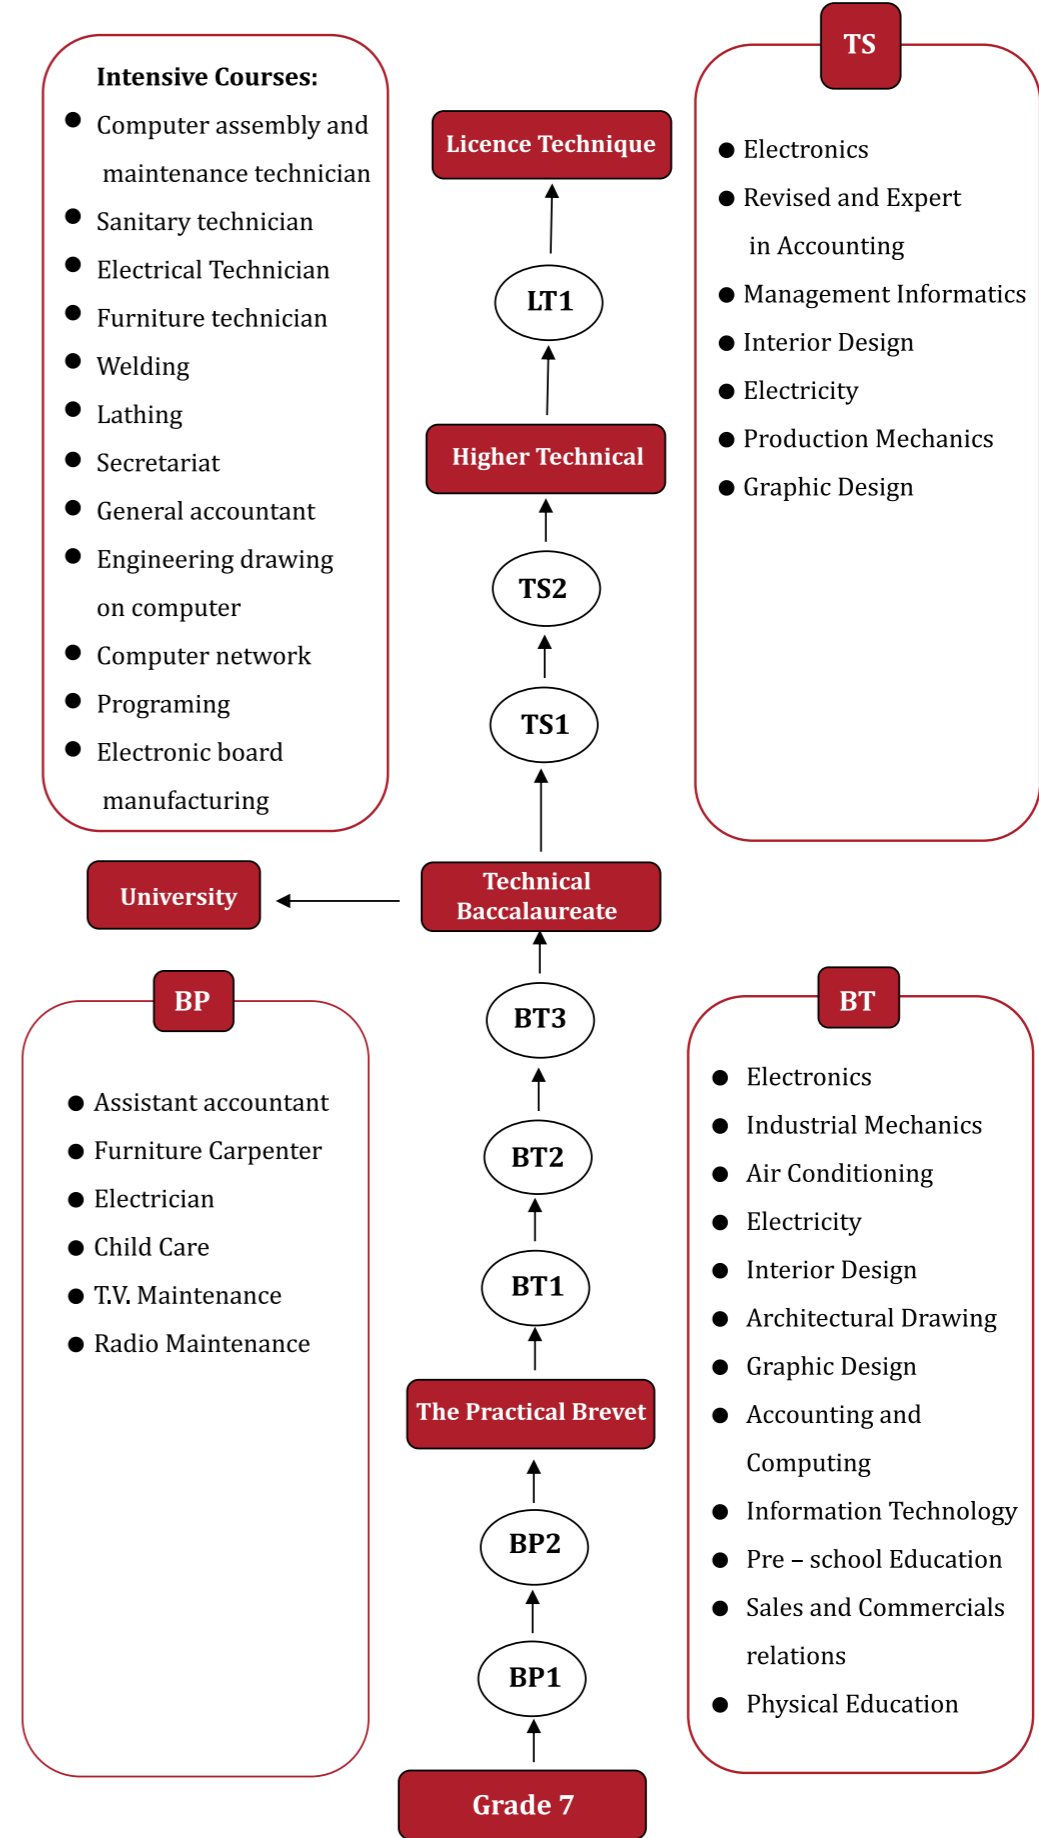 Intensive Courses:
● Computer assembly and
maintenance technician
● Sanitary technician
● Electrical Technician
● Furniture technician
● Welding
● Lathing
● Secretariat
● General accountant
● Engineering drawing
on computer
● Computer network
● Programing
● Electronic board
manufacturing
Licence Technique
LT1
Higher Technical
TS2
TS1
TS
● Electronics
● Revised and Expert
in Accounting
● Management Informatics
● Interior Design
● Electricity
● Production Mechanics
● Graphic Design
University
Technical
Baccalaureate
BP
● Assistant accountant
● Furniture Carpenter
● Electrician
● Child Care
● T.V. Maintenance
● Radio Maintenance
BT3
BT2
BT1
The Practical Brevet
BP2
BP1
Grade 7
BT
● Electronics
● Industrial Mechanics
● Air Conditioning
● Electricity
● Interior Design
● Architectural Drawing
● Graphic Design
● Accounting and
Computing
● Information Technology
● Pre – school Education
● Sales and Commercials
relations
● Physical Education